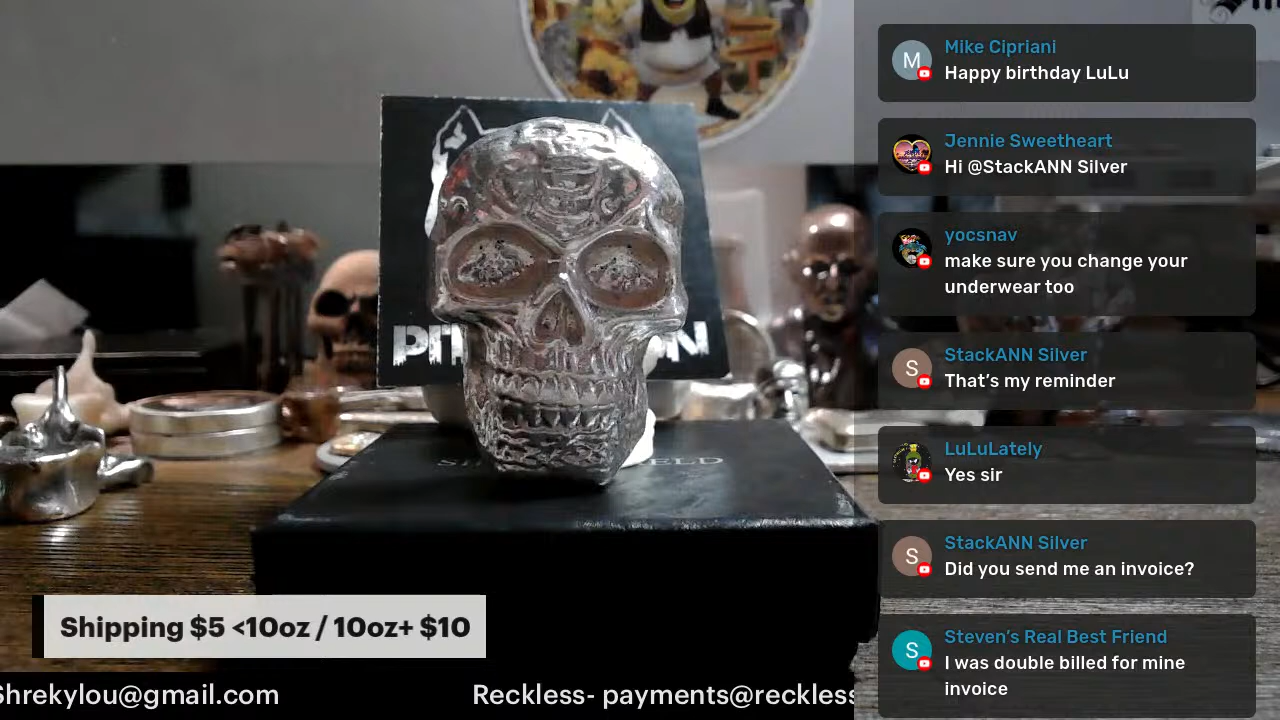 Mike Cipriani
Happy birthday LuLu
Jennie Sweetheart
Hi @StackANN Silver
yocsnav
make sure you change your
underwear too
StackANN Silver
That's my reminder
LuLuLately
Yes sir
StackANN Silver
Did you send me an invoice?
Steven's Real Best Friend
I was double billed for mine
invoice
Shipping $5 <10oz / 10oz+ $10
Shrekylou@gmail.com
Reckless- payments@reckless